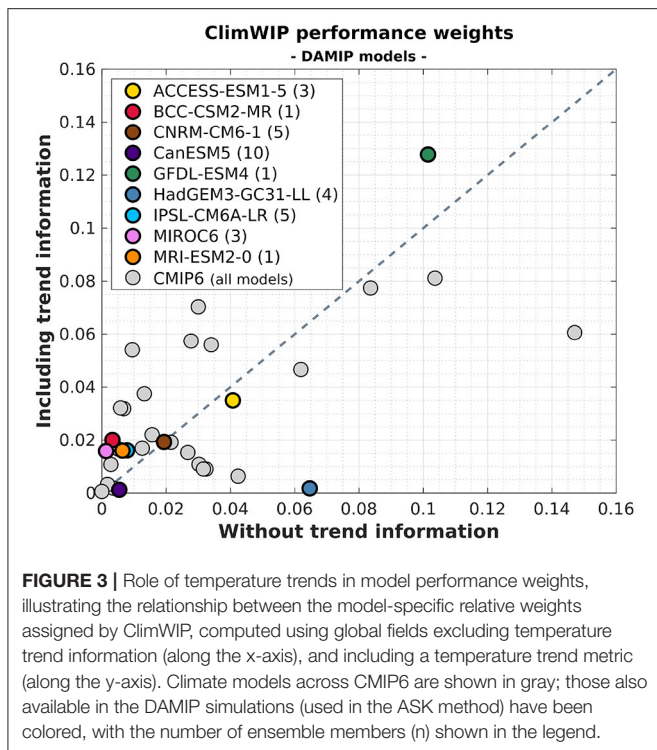 ClimWIP performance weights
- DAMIP models -
Including trend information
0.16
0.14
0.12
0.1
0.08
0.06
0.04
0.02
0
ACCESS-ESM1-5 (3)
BCC-CSM2-MR (1)
CNRM-CM6-1 (5)
CanESM5 (10)
GFDL-ESM4 (1)
HadGEM3-GC31-LL (4)
IPSL-CM6A-LR (5)
MIROC6 (3)
MRI-ESM2-0 (1)
CMIP6 (all models)
0 0.02 0.04 0.06 0.08 0.1 0.12 0.14 0.16
Without trend information
FIGURE 3 | Role of temperature trends in model performance weights,
illustrating the relationship between the model-specific relative weights
assigned by ClimWIP, computed using global fields excluding temperature
trend information (along the x-axis), and including a temperature trend metric
(along the y-axis). Climate models across CMIP6 are shown in gray; those also
available in the DAMIP simulations (used in the ASK method) have been
colored, with the number of ensemble members (n) shown in the legend.